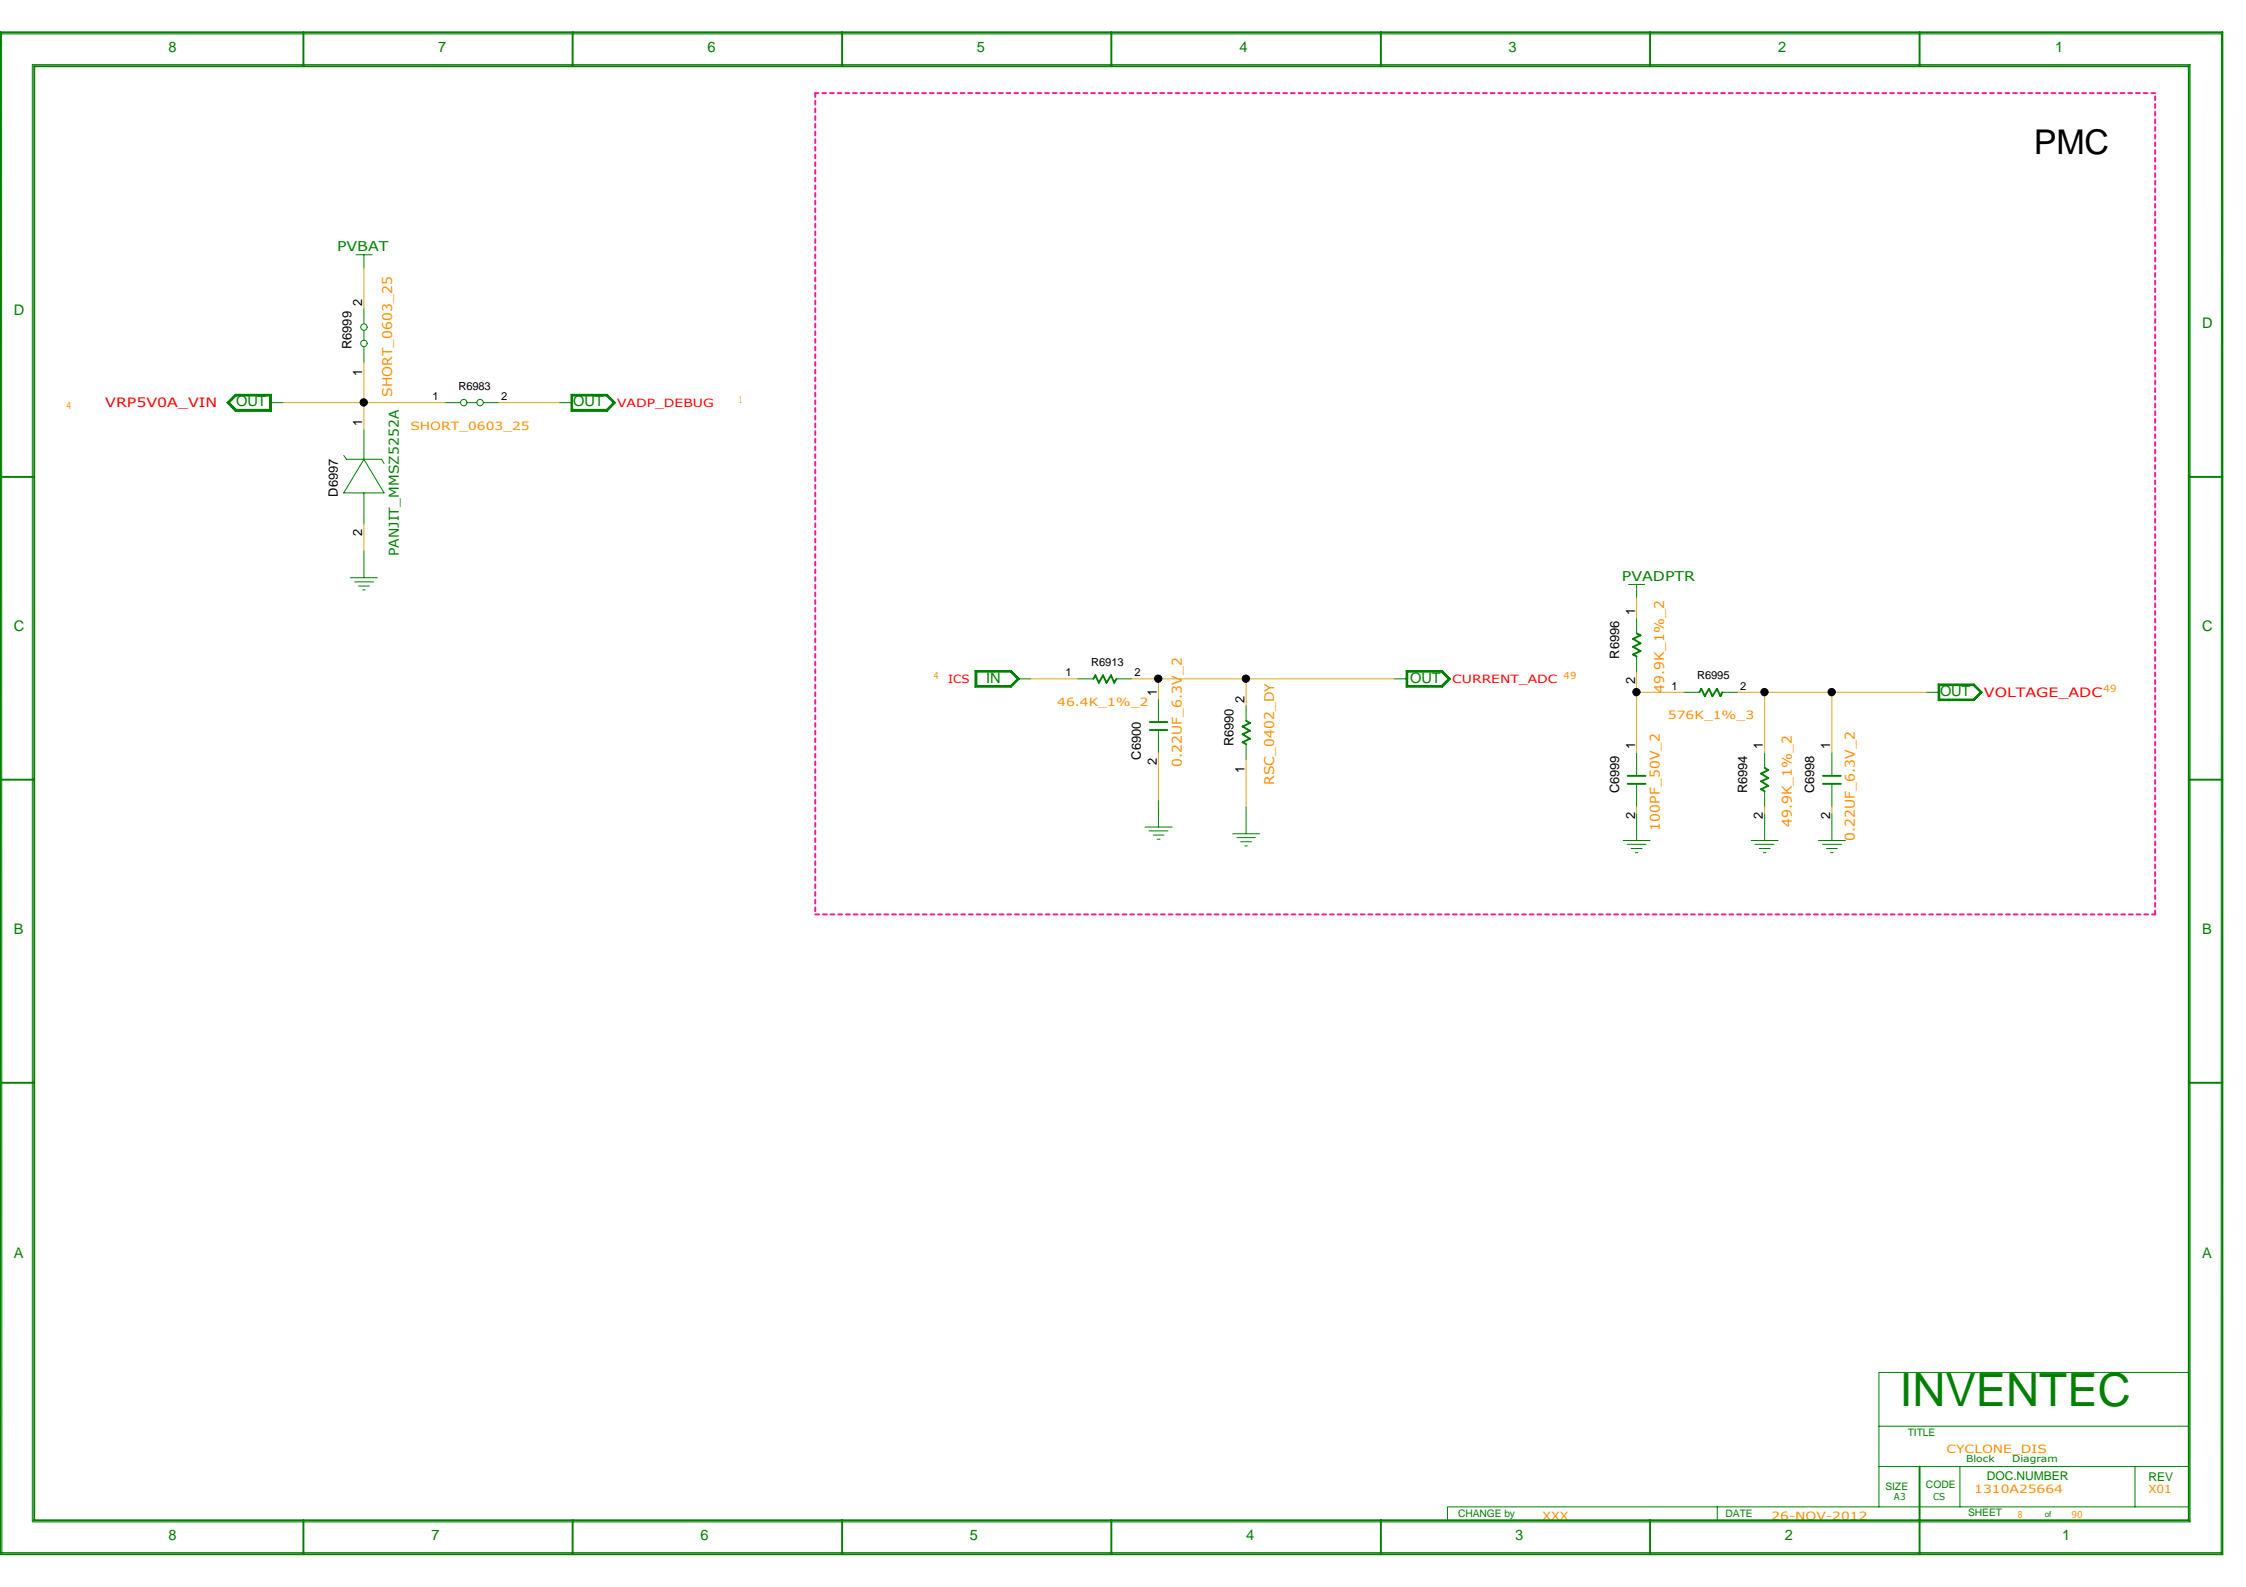 8 7 6 5 4 3 2 1
PMC
PVBAT
D
D
R6999
2
1
SHORT_0603_25
4 VRP5V0A_VIN OUT
1 R6983 2
SHORT_0603_25
OUT VADP_DEBUG 1
D6997
1
2
PANJIT_MMSZ5252A
C
C
PVADPTR
R6996
1
2
49.9K_1%_2
4 ICS IN
1 R6913 2
46.4K_1%_2
C6900
1
2
0.22UF_6.3V_2
R6990
2
1
RSC_0402_DY
OUT CURRENT_ADC 49
1 R6995 2
576K_1%_3
OUT VOLTAGE_ADC 49
C6999
1
2
100PF_50V_2
R6994
1
2
49.9K_1%_2
C6998
1
2
0.22UF_6.3V_2
B
B
A
A
INVENTEC
TITLE
CYCLONE_DIS
Block Diagram
SIZE CODE DOC.NUMBER REV
A3 CS 1310A25664 X01
CHANGE by XXX DATE 26-NOV-2012 SHEET 8 of 90
8 7 6 5 4 3 2 1